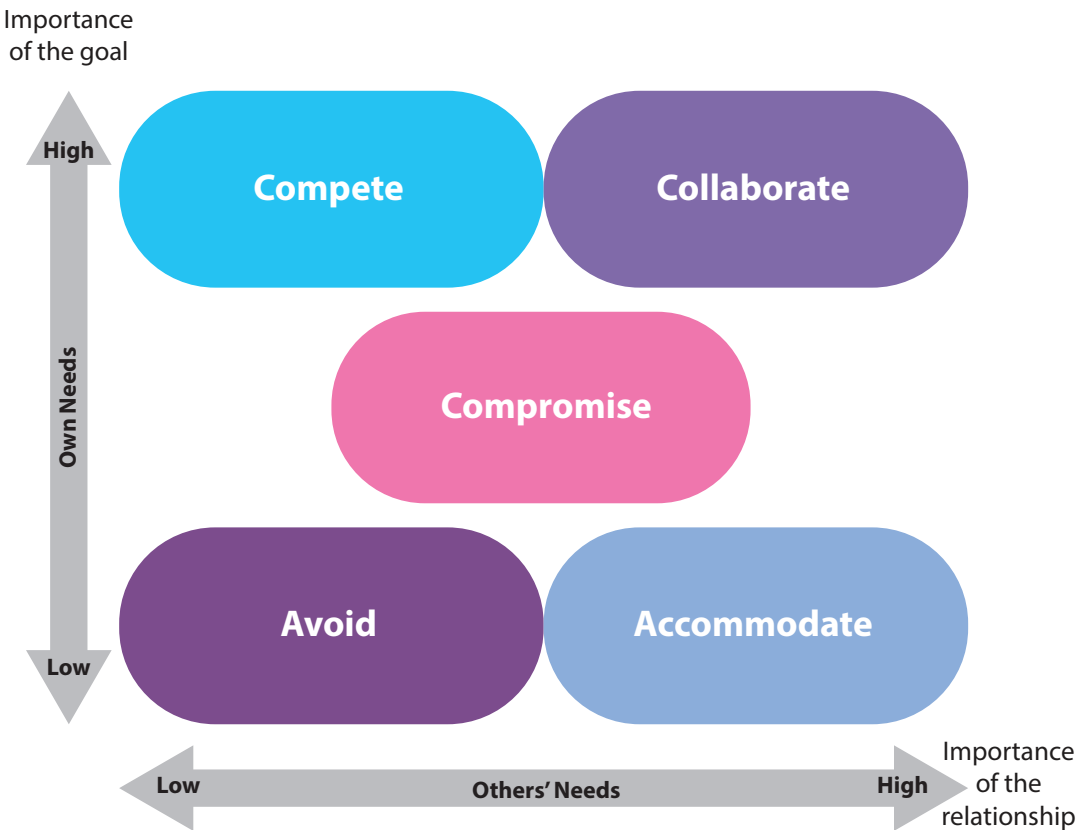 Importance
of the goal
High
Compete
Collaborate
Own Needs
Compromise
Avoid
Accommodate
Low
Low
Others’ Needs
High
Importance
of the
relationship